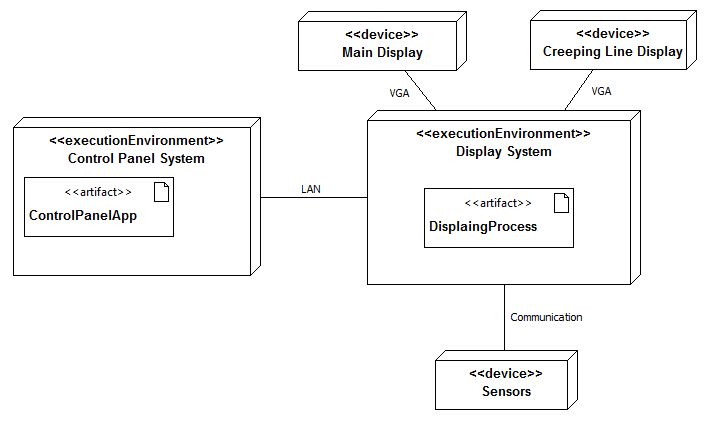 <<device>>
Main Display
<<device>>
Creeping Line Display
VGA
VGA
<<executionEnvironment>>
Control Panel System
<<artifact>>
ControlPanelApp
LAN
<<executionEnvironment>>
Display System
<<artifact>>
DisplaingProcess
Communication
<<device>>
Sensors